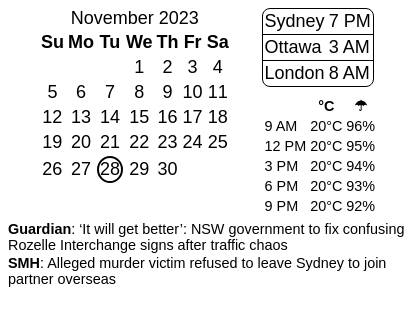 November 2023
Su Mo Tu We Th Fr Sa
1 2 3 4
5 6 7 8 9 10 11
12 13 14 15 16 17 18
19 20 21 22 23 24 25
26 27 28 29 30
Sydney 7 PM
Ottawa 3 AM
London 8 AM
°C ☂
9 AM 20°C 96%
12 PM 20°C 95%
3 PM 20°C 94%
6 PM 20°C 93%
9 PM 20°C 92%
Guardian: ‘It will get better’: NSW government to fix confusing
Rozelle Interchange signs after traffic chaos
SMH: Alleged murder victim refused to leave Sydney to join
partner overseas